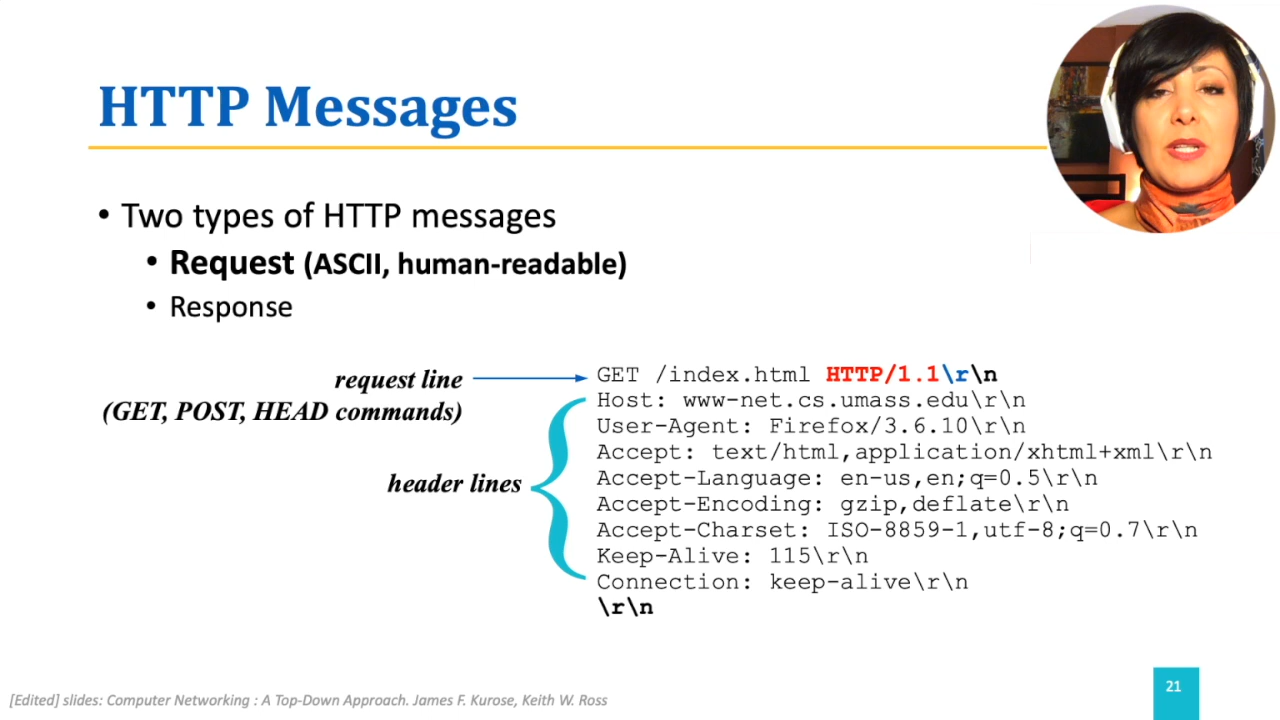 HTTP Messages
• Two types of HTTP messages
• Request (ASCII, human-readable)
• Response
request line
(GET, POST, HEAD commands)
header lines
GET /index.html HTTP/1.1\r\n
Host: www-net.cs.umass.edu\r\n
User-Agent: Firefox/3.6.10\r\n
Accept: text/html,application/xhtml+xml\r\n
Accept-Language: en-us,en;q=0.5\r\n
Accept-Encoding: gzip,deflate\r\n
Accept-Charset: ISO-8859-1,utf-8;q=0.7\r\n
Keep-Alive: 115\r\n
Connection: keep-alive\r\n
\r\n
[Edited] slides: Computer Networking : A Top-Down Approach. James F. Kurose, Keith W. Ross
21